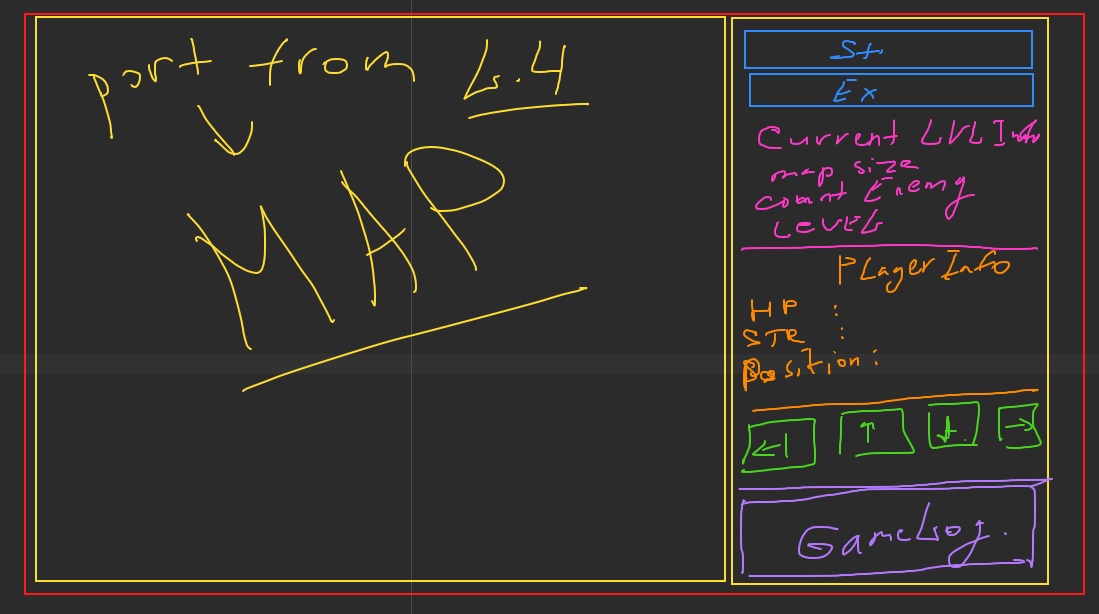 port from L.4
MAP
St
Ex
Current LVL Info
map size
count Enemy
LEVELs
PLayer Info
HP :
STR :
Position :
← ↑ ↓ →
GameLog.